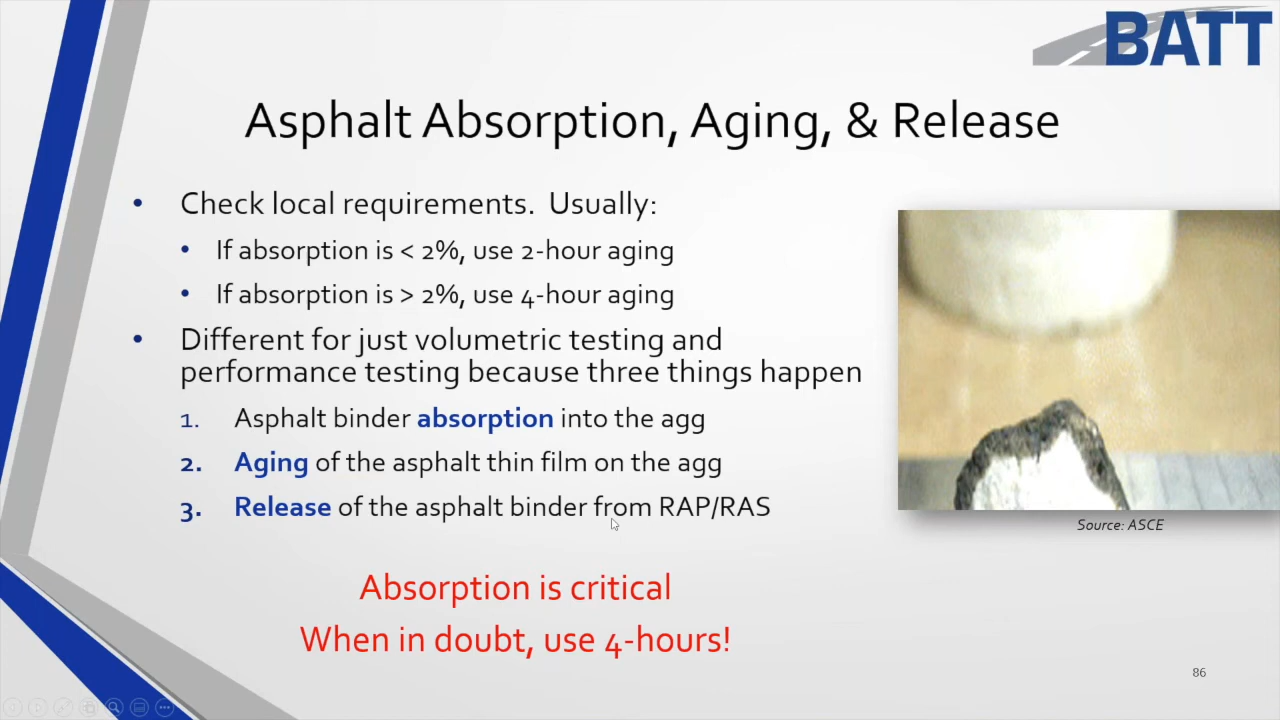 BATT
Asphalt Absorption, Aging, & Release
• Check local requirements. Usually:
• If absorption is < 2%, use 2-hour aging
• If absorption is > 2%, use 4-hour aging
• Different for just volumetric testing and
performance testing because three things happen
1. Asphalt binder absorption into the agg
2. Aging of the asphalt thin film on the agg
3. Release of the asphalt binder from RAP/RAS
Source: ASCE
Absorption is critical
When in doubt, use 4-hours!
86